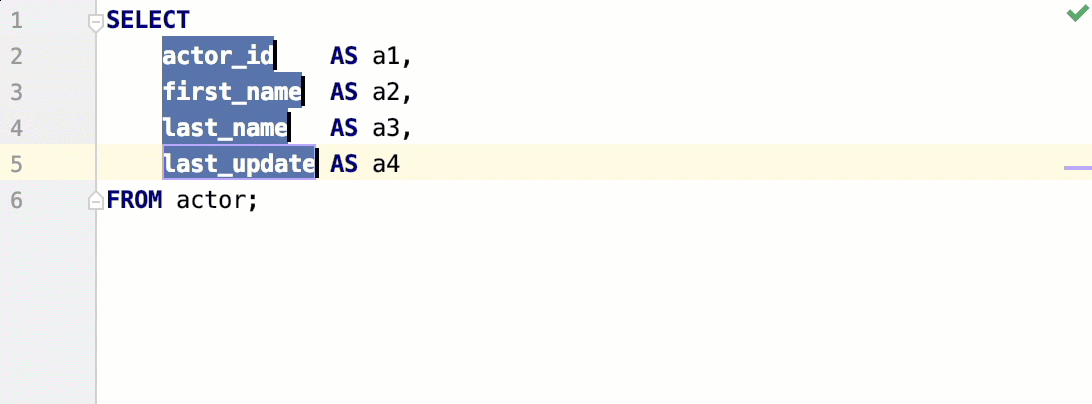 1 SELECT
2     actor_id    AS a1,
3     first_name  AS a2,
4     last_name   AS a3,
5     last_update AS a4
6 FROM actor;